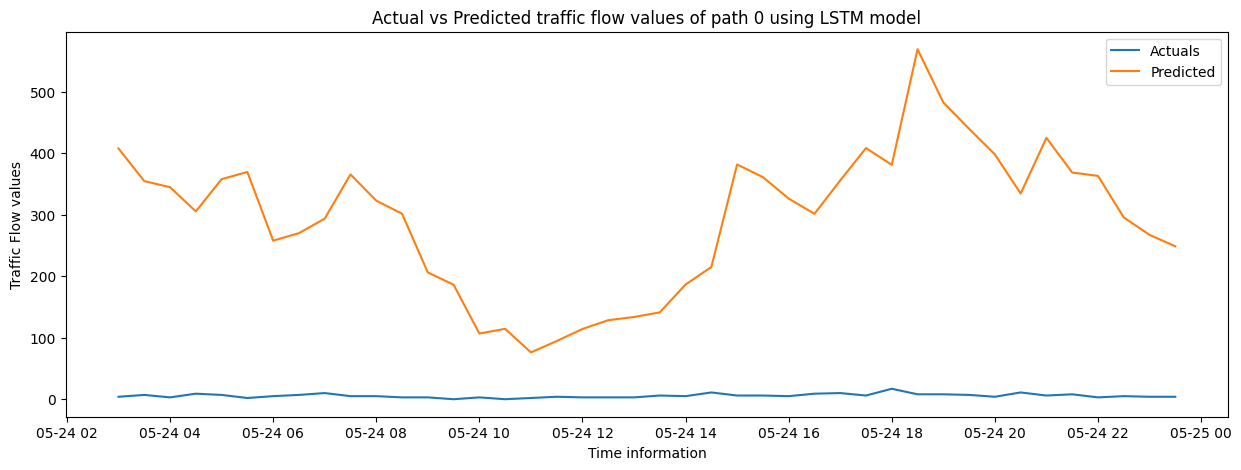 Actual vs Predicted traffic flow values of path 0 using LSTM model
Actuals
Predicted
Traffic Flow values
500
400
300
200
100
0
05-24 02 05-24 04 05-24 06 05-24 08 05-24 10 05-24 12 05-24 14 05-24 16 05-24 18 05-24 20 05-24 22 05-25 00
Time information